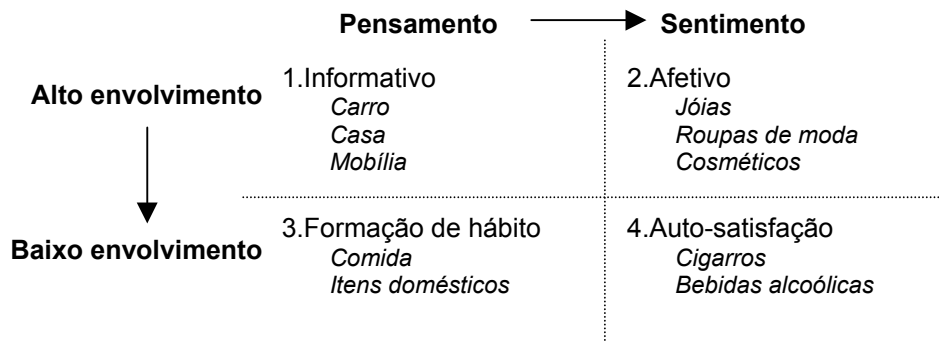 Pensamento Sentimento
Alto envolvimento
1.Informativo
Carro
Casa
Mobília
2.Afetivo
Jóias
Roupas de moda
Cosméticos
Baixo envolvimento
3.Formação de hábito
Comida
Itens domésticos
4.Auto-satisfação
Cigarros
Bebidas alcoólicas